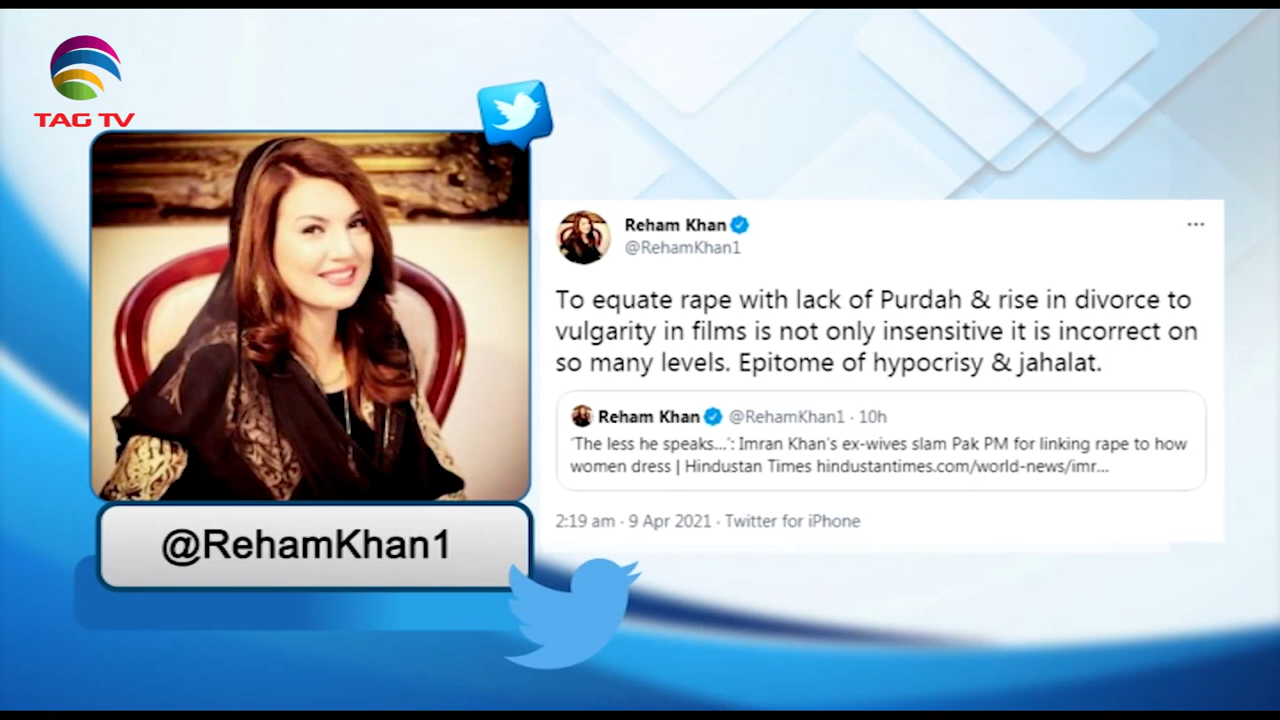 TAG TV
Reham Khan
@RehamKhan1
To equate rape with lack of Purdah & rise in divorce to
vulgarity in films is not only insensitive it is incorrect on
so many levels. Epitome of hypocrisy & jahalat.
Reham Khan @RehamKhan1 · 10h
'The less he speaks...': Imran Khan's ex-wives slam Pak PM for linking rape to how
women dress | Hindustan Times hindustantimes.com/world-news/imr...
2:19 am · 9 Apr 2021 · Twitter for iPhone
@RehamKhan1